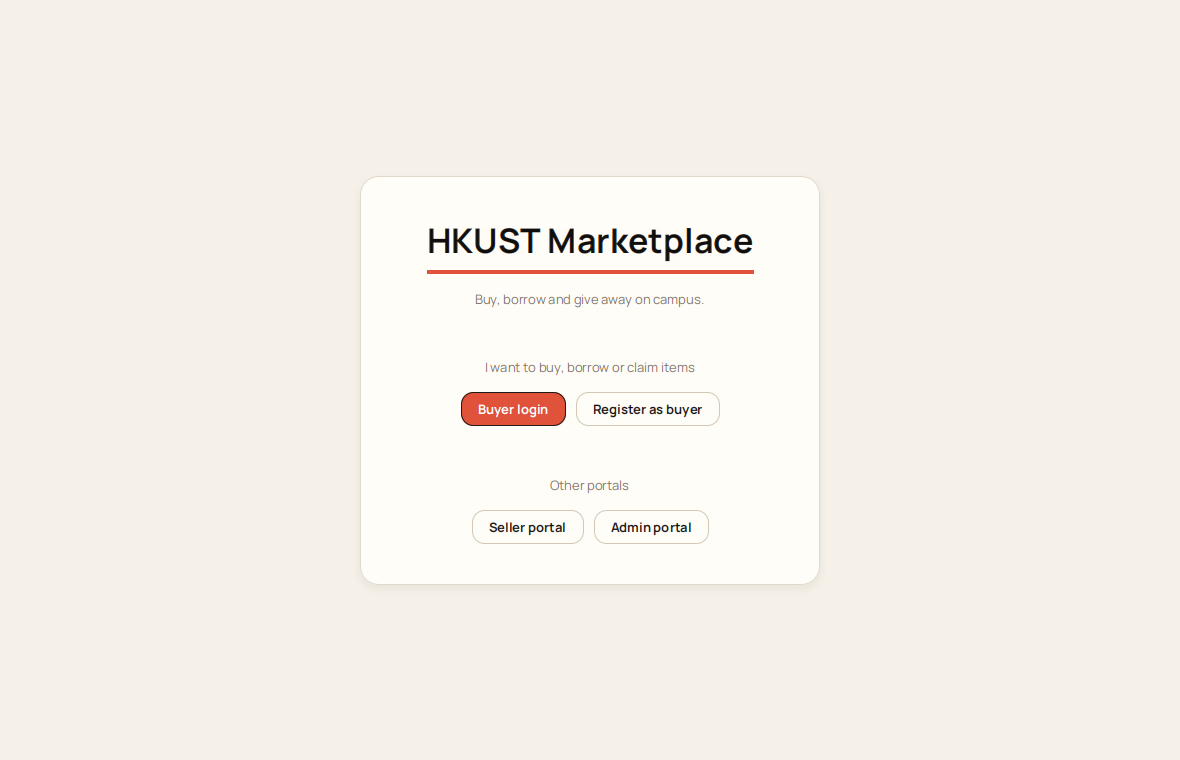 HKUST Marketplace
Buy, borrow and give away on campus.
I want to buy, borrow or claim items
Buyer login Register as buyer
Other portals
Seller portal Admin portal